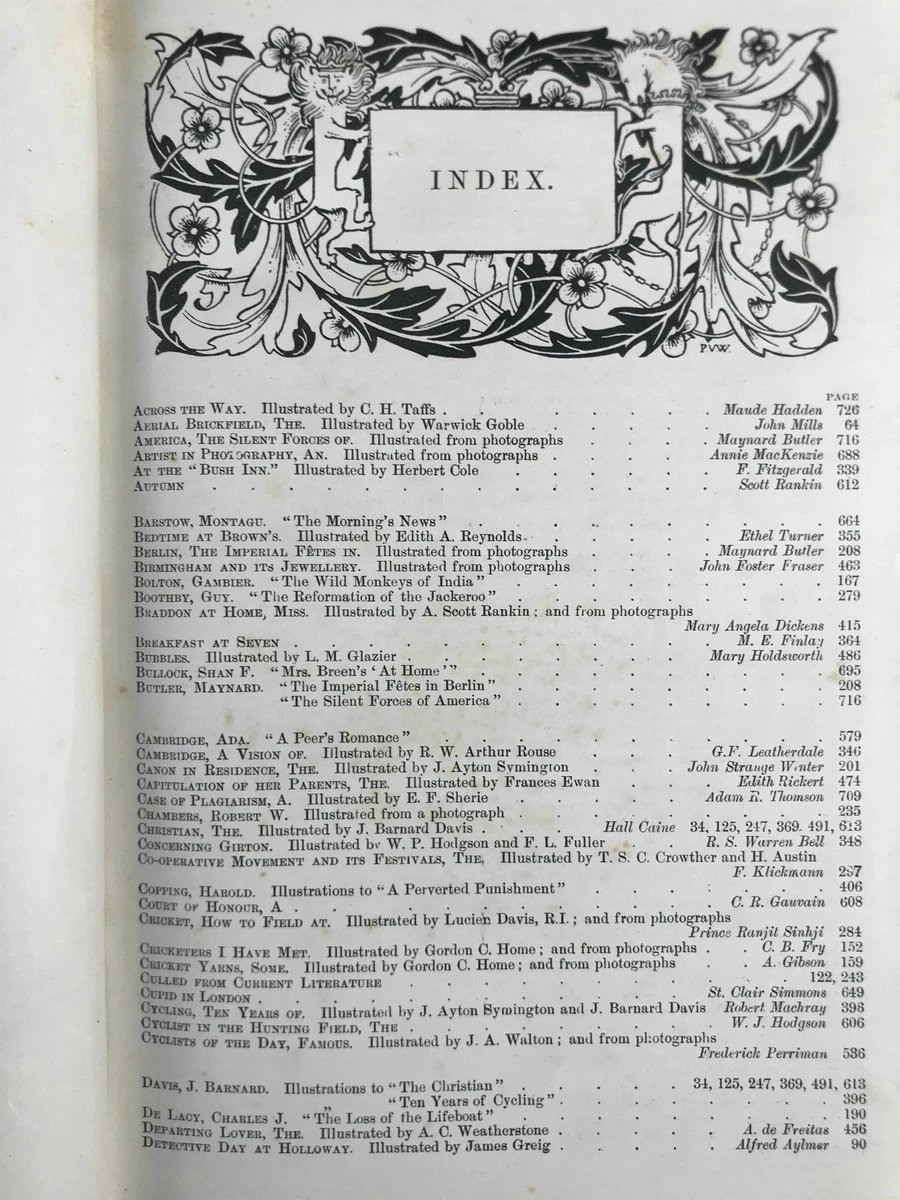 INDEX.
PVW.
PAGE
ACROSS THE WAY. Illustrated by C. H. Taffs . . . . . . . . Maude Hadden 726
AERIAL BRICKFIELD, THE. Illustrated by Warwick Goble . . . . . John Mills 64
AMERICA, THE SILENT FORCES OF. Illustrated from photographs . . . Maynard Butler 716
ARTIST IN PHOTOGRAPHY, AN. Illustrated from photographs . . . . . Annie MacKenzie 688
AT THE "BUSH INN." Illustrated by Herbert Cole . . . . . . F. Fitzgerald 339
AUTUMN . . . . . . . . . . . . . . Scott Rankin 612
BARSTOW, MONTAGU. "The Morning's News" . . . . . . . . . . 664
BEDTIME AT BROWN'S. Illustrated by Edith A. Reynolds . . . . . Ethel Turner 355
BERLIN, THE IMPERIAL FÊTES IN. Illustrated from photographs . . . . Maynard Butler 208
BIRMINGHAM AND ITS JEWELLERY. Illustrated from photographs . . . John Foster Fraser 463
BOLTON, GAMBIER. "The Wild Monkeys of India" . . . . . . . . 167
BOOTHBY, GUY. "The Reformation of the Jackeroo" . . . . . . . . 279
BRADDON AT HOME, MISS. Illustrated by A. Scott Rankin; and from photographs
Mary Angela Dickens 415
BREAKFAST AT SEVEN . . . . . . . . . . . . M. E. Finlay 364
BUBBLES. Illustrated by L. M. Glazier . . . . . . . . Mary Holdsworth 486
BULLOCK, SHAN F. "Mrs. Breen's 'At Home'" . . . . . . . . . 695
BUTLER, MAYNARD. "The Imperial Fêtes in Berlin" . . . . . . . . 208
"The Silent Forces of America" . . . . . . . . 716
CAMBRIDGE, ADA. "A Peer's Romance" . . . . . . . . . . . 579
CAMBRIDGE, A VISION OF. Illustrated by R. W. Arthur Rouse . . . . G.F. Leatherdale 346
CANON IN RESIDENCE, THE. Illustrated by J. Ayton Symington . . . John Strange Winter 201
CAPITULATION OF HER PARENTS, THE. Illustrated by Frances Ewan . . . . Edith Rickert 474
CASE OF PLAGIARISM, A. Illustrated by E. F. Sherie . . . . . Adam R. Thomson 709
CHAMBERS, ROBERT W. Illustrated from a photograph . . . . . . . . 235
CHRISTIAN, THE. Illustrated by J. Barnard Davis . . . . Hall Caine 34, 125, 247, 369, 491, 613
CONCERNING GIRTON. Illustrated by W. P. Hodgson and F. L. Fuller . . . R. S. Warren Bell 348
CO-OPERATIVE MOVEMENT AND ITS FESTIVALS, THE. Illustrated by T. S. C. Crowther and H. Austin
F. Klickmann 297
COPPING, HAROLD. Illustrations to "A Perverted Punishment" . . . . . . . 406
COURT OF HONOUR, A . . . . . . . . . . . . C. R. Gauvain 608
CRICKET, HOW TO FIELD AT. Illustrated by Lucien Davis, R.I.; and from photographs
Prince Ranjit Sinhji 284
CRICKETERS I HAVE MET. Illustrated by Gordon C. Home; and from photographs . . C. B. Fry 152
CRICKET YARNS, SOME. Illustrated by Gordon C. Home; and from photographs . . A. Gibson 159
CULLED FROM CURRENT LITERATURE . . . . . . . . . . 122, 243
CUPID IN LONDON . . . . . . . . . . . . St. Clair Simmons 649
CYCLING, TEN YEARS OF. Illustrated by J. Ayton Symington and J. Barnard Davis Robert Machray 396
CYCLIST IN THE HUNTING FIELD, THE . . . . . . . . . W. J. Hodgson 606
CYCLISTS OF THE DAY, FAMOUS. Illustrated by J. A. Walton; and from photographs
Frederick Perriman 536
DAVIS, J. BARNARD. Illustrations to "The Christian" . . . . . 34, 125, 247, 369, 491, 613
„ "Ten Years of Cycling" . . . . . . . . 396
DE LACY, CHARLES J. "The Loss of the Lifeboat" . . . . . . . . 190
DEPARTING LOVER, THE. Illustrated by A. C. Weatherstone . . . . . A. de Freitas 456
DETECTIVE DAY AT HOLLOWAY. Illustrated by James Greig . . . . . Alfred Aylmer 90